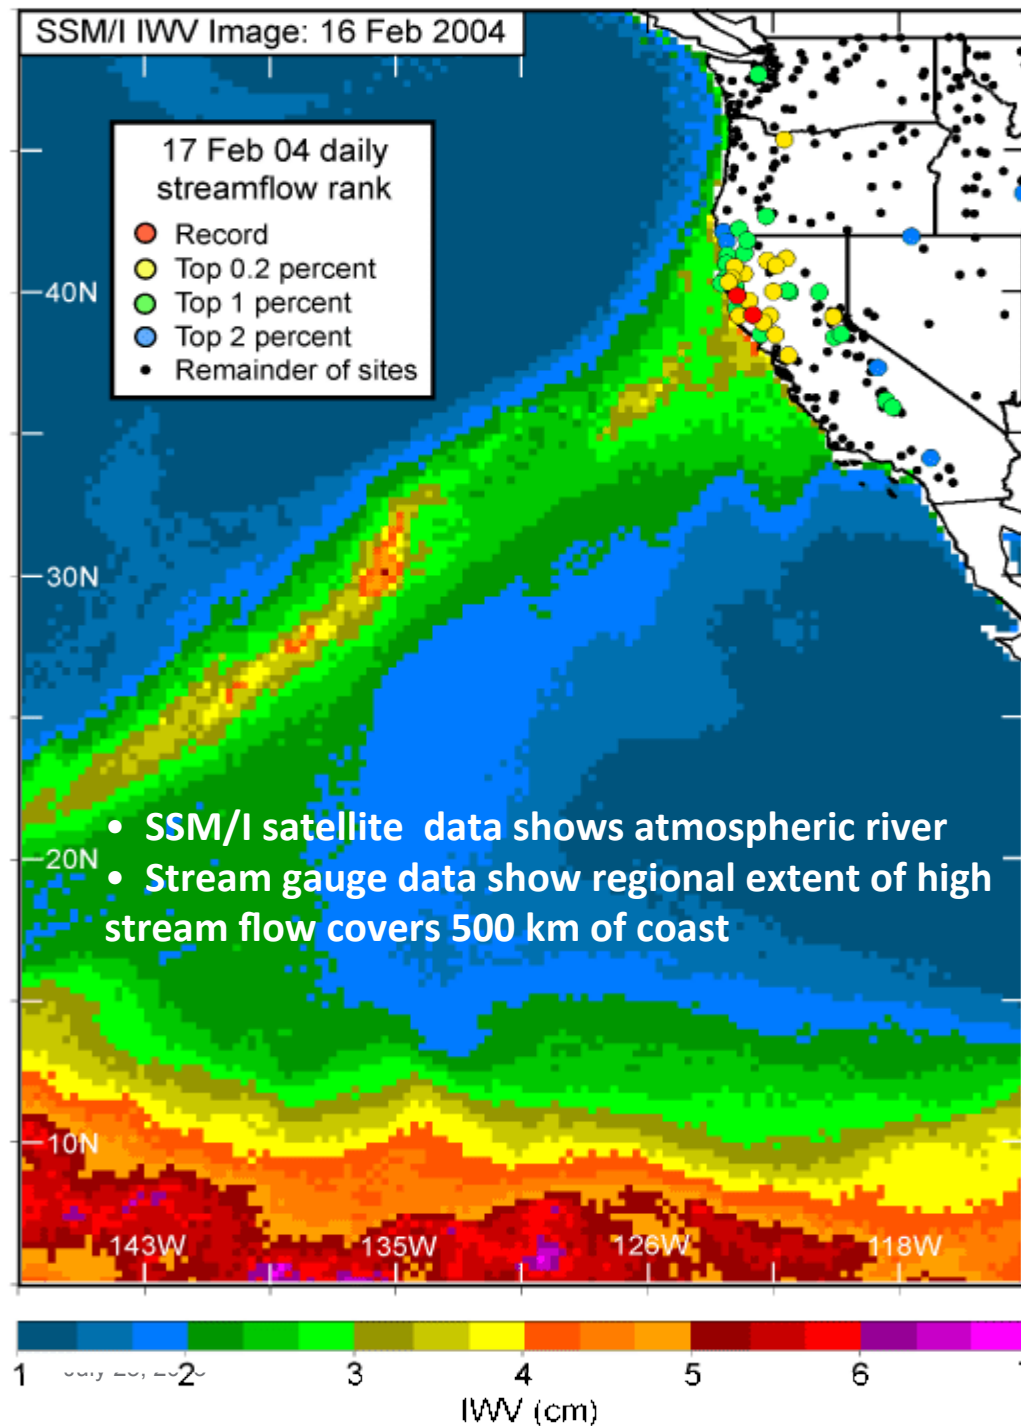 SSM/I IWV Image: 16 Feb 2004
17 Feb 04 daily
streamflow rank
Record
Top 0.2 percent
Top 1 percent
Top 2 percent
Remainder of sites
40N
30N
• SSM/I satellite data shows atmospheric river
20N
• Stream gauge data show regional extent of high
stream flow covers 500 km of coast
10N
143W 135W 126W 118W
1 2 3 4 5 6
IWV (cm)